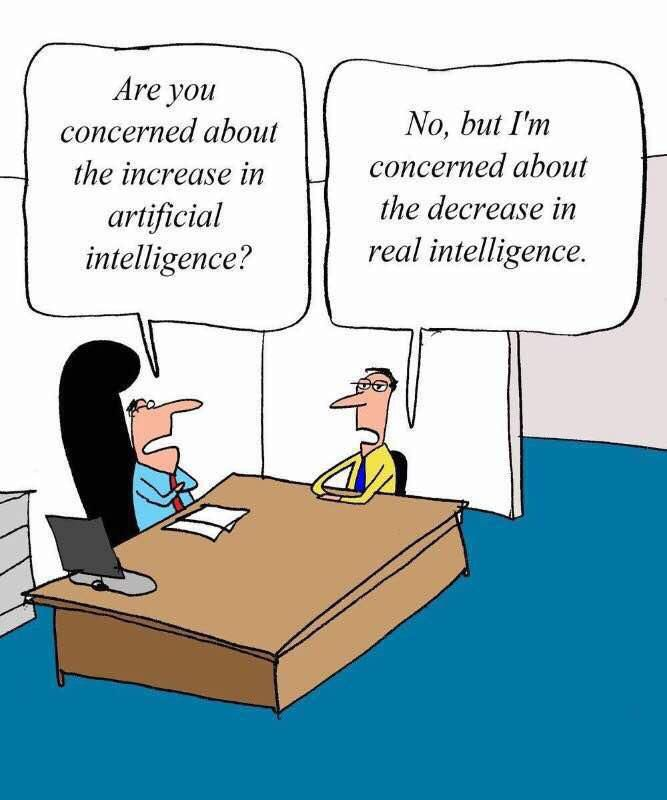 Are you
concerned about
the increase in
artificial
intelligence?
No, but I'm
concerned about
the decrease in
real intelligence.